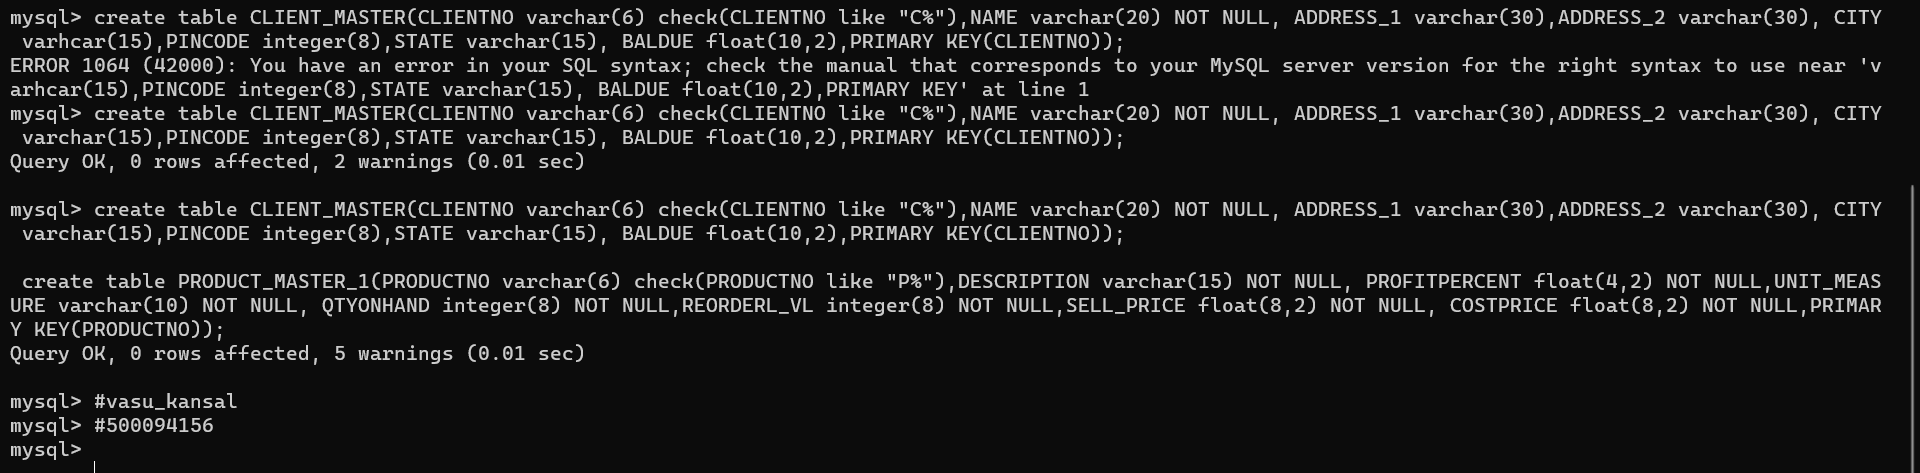 mysql> create table CLIENT_MASTER(CLIENTNO varchar(6) check(CLIENTNO like "C%"),NAME varchar(20) NOT NULL, ADDRESS_1 varchar(30),ADDRESS_2 varchar(30), CITY
 varhcar(15),PINCODE integer(8),STATE varchar(15), BALDUE float(10,2),PRIMARY KEY(CLIENTNO));
ERROR 1064 (42000): You have an error in your SQL syntax; check the manual that corresponds to your MySQL server version for the right syntax to use near 'v
arhcar(15),PINCODE integer(8),STATE varchar(15), BALDUE float(10,2),PRIMARY KEY' at line 1
mysql> create table CLIENT_MASTER(CLIENTNO varchar(6) check(CLIENTNO like "C%"),NAME varchar(20) NOT NULL, ADDRESS_1 varchar(30),ADDRESS_2 varchar(30), CITY
 varchar(15),PINCODE integer(8),STATE varchar(15), BALDUE float(10,2),PRIMARY KEY(CLIENTNO));
Query OK, 0 rows affected, 2 warnings (0.01 sec)

mysql> create table CLIENT_MASTER(CLIENTNO varchar(6) check(CLIENTNO like "C%"),NAME varchar(20) NOT NULL, ADDRESS_1 varchar(30),ADDRESS_2 varchar(30), CITY
 varchar(15),PINCODE integer(8),STATE varchar(15), BALDUE float(10,2),PRIMARY KEY(CLIENTNO));

 create table PRODUCT_MASTER_1(PRODUCTNO varchar(6) check(PRODUCTNO like "P%"),DESCRIPTION varchar(15) NOT NULL, PROFITPERCENT float(4,2) NOT NULL,UNIT_MEAS
URE varchar(10) NOT NULL, QTYONHAND integer(8) NOT NULL,REORDERL_VL integer(8) NOT NULL,SELL_PRICE float(8,2) NOT NULL, COSTPRICE float(8,2) NOT NULL,PRIMAR
Y KEY(PRODUCTNO));
Query OK, 0 rows affected, 5 warnings (0.01 sec)

mysql> #vasu_kansal
mysql> #500094156
mysql>